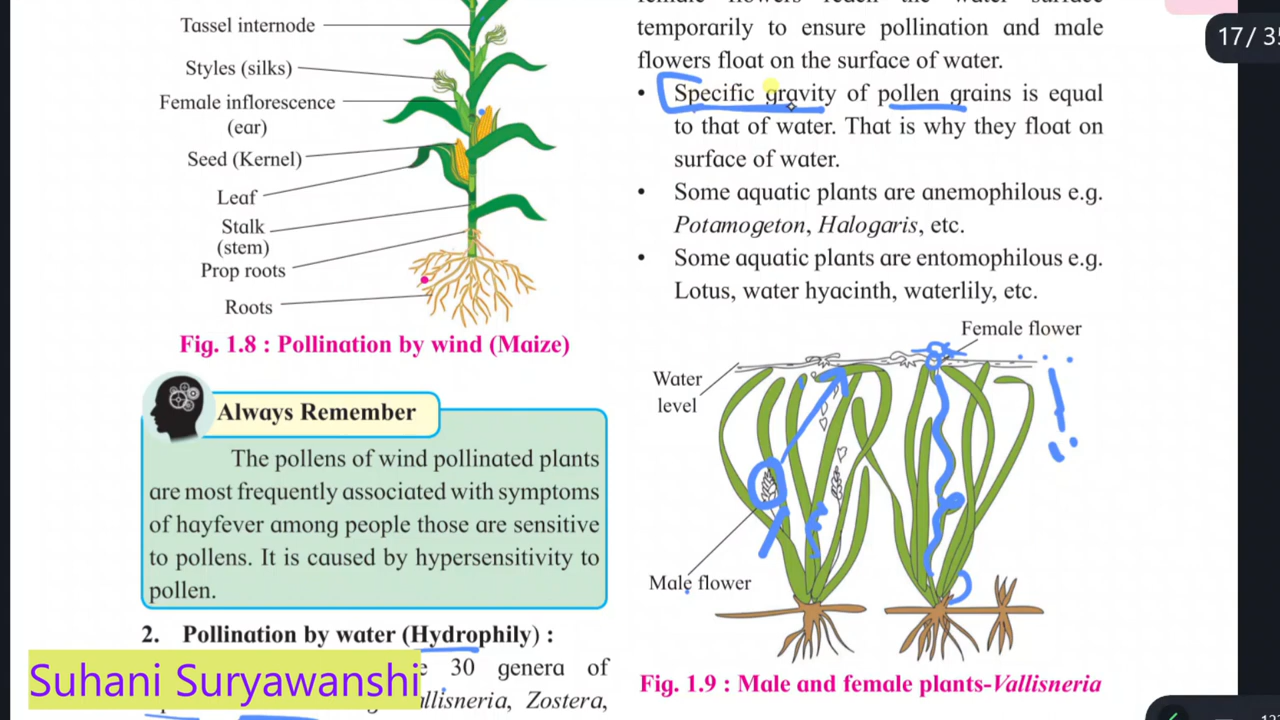 Tassel internode
Styles (silks)
Female inflorescence
(ear)
Seed (Kernel)
Leaf
Stalk
(stem)
Prop roots
Roots
Fig. 1.8 : Pollination by wind (Maize)
Always Remember
The pollens of wind pollinated plants
are most frequently associated with symptoms
of hayfever among people those are sensitive
to pollens. It is caused by hypersensitivity to
pollen.
2. Pollination by water (Hydrophily) :
30 genera of
Zostera,
Suhani Suryawanshi
temporarily to ensure pollination and male
flowers float on the surface of water.
• Specific gravity of pollen grains is equal
to that of water. That is why they float on
surface of water.
• Some aquatic plants are anemophilous e.g.
Potamogeton, Halogaris, etc.
• Some aquatic plants are entomophilous e.g.
Lotus, water hyacinth, waterlily, etc.
Female flower
Water
level
Male flower
Fig. 1.9 : Male and female plants-Vallisneria
17 / 35